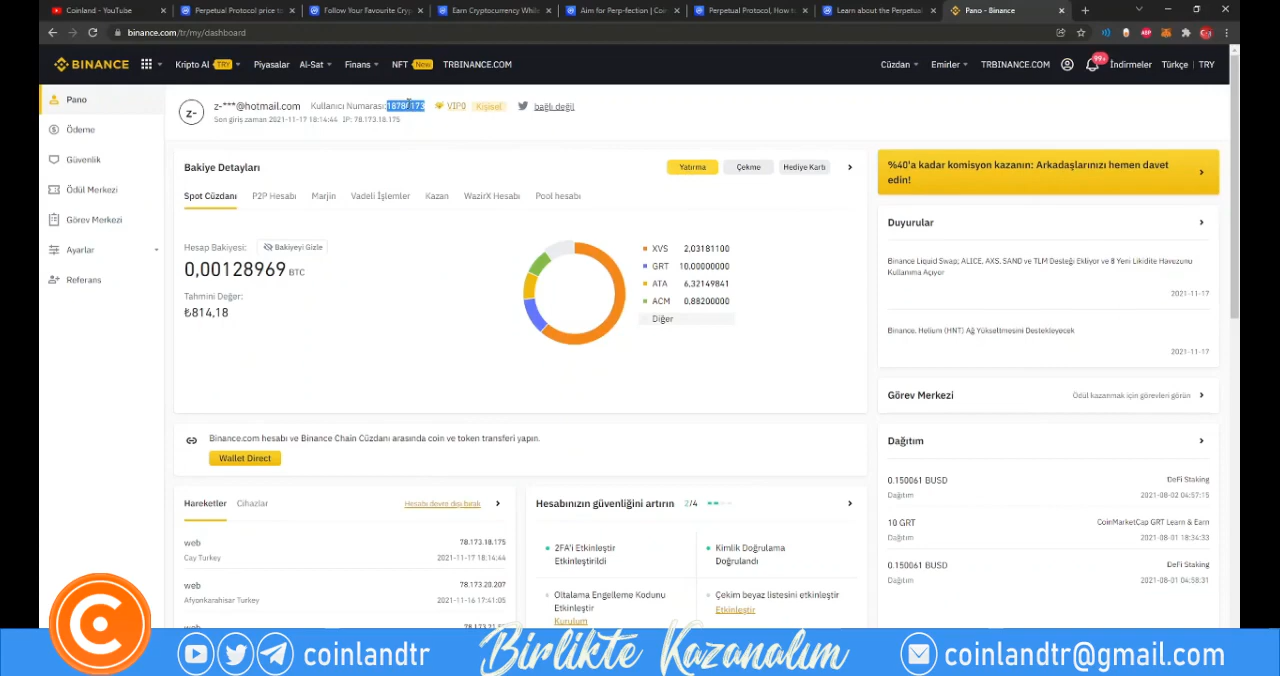 Coinland - YouTube
Perpetual Protocol price to
Follow Your Favourite Cryp
Earn Cryptocurrency While
Aim for Perp-fection | Coin
Perpetual Protocol, How to
Learn about the Perpetual
Pano - Binance
binance.com/tr/my/dashboard
BINANCE
Kripto Al TRY
Piyasalar
Al-Sat
Finans
NFT New
TRBINANCE.COM
Cüzdan
Emirler
TRBINANCE.COM
99+
İndirmeler
Türkçe
TRY
Pano
Ödeme
Güvenlik
Ödül Merkezi
Görev Merkezi
Ayarlar
Referans
z-
z-***@hotmail.com
Kullanıcı Numarası
VIP0
Kişisel
bağlı değil
Son giriş zaman 2021-11-17 18:14:44 IP: 78.173.18.175
Bakiye Detayları
Yatırma
Çekme
Hediye Kartı
Spot Cüzdanı
P2P Hesabı
Marjin
Vadeli İşlemler
Kazan
WazirX Hesabı
Pool hesabı
Hesap Bakiyesi:
Bakiyeyi Gizle
0,00128969 BTC
Tahmini Değer:
₺814,18
XVS 2,03181100
GRT 10,00000000
ATA 6,32149841
ACM 0,88200000
Diğer
%40'a kadar komisyon kazanın: Arkadaşlarınızı hemen davet
edin!
Duyurular
Binance Liquid Swap; ALICE, AXS, SAND ve TLM Desteği Ekliyor ve 8 Yeni Likidite Havuzunu
Kullanıma Açıyor
2021-11-17
Binance, Helium (HNT) Ağ Yükseltmesini Destekleyecek
2021-11-17
Görev Merkezi
Ödül kazanmak için görevleri görün
Binance.com hesabı ve Binance Chain Cüzdanı arasında coin ve token transferi yapın.
Wallet Direct
Dağıtım
0.150061 BUSD
DeFi Staking
Dağıtım
2021-08-02 04:57:15
10 GRT
CoinMarketCap GRT Learn & Earn
Dağıtım
2021-08-01 18:34:33
0.150061 BUSD
DeFi Staking
Dağıtım
2021-08-01 04:58:31
Hareketler
Cihazlar
Hesabı devre dışı bırak
web
78.173.18.175
Cay Turkey
2021-11-17 18:14:44
web
78.173.20.207
Afyonkarahisar Turkey
2021-11-16 17:41:05
Hesabınızın güvenliğini artırın
2/4
2FA'i Etkinleştir
Etkinleştirildi
Kimlik Doğrulama
Doğrulandı
Oltalama Engelleme Kodunu
Etkinleştir
Kurulum
Çekim beyaz listesini etkinleştir
Etkinleştir
coinlandtr
Birlikte Kazanalım
coinlandtr@gmail.com